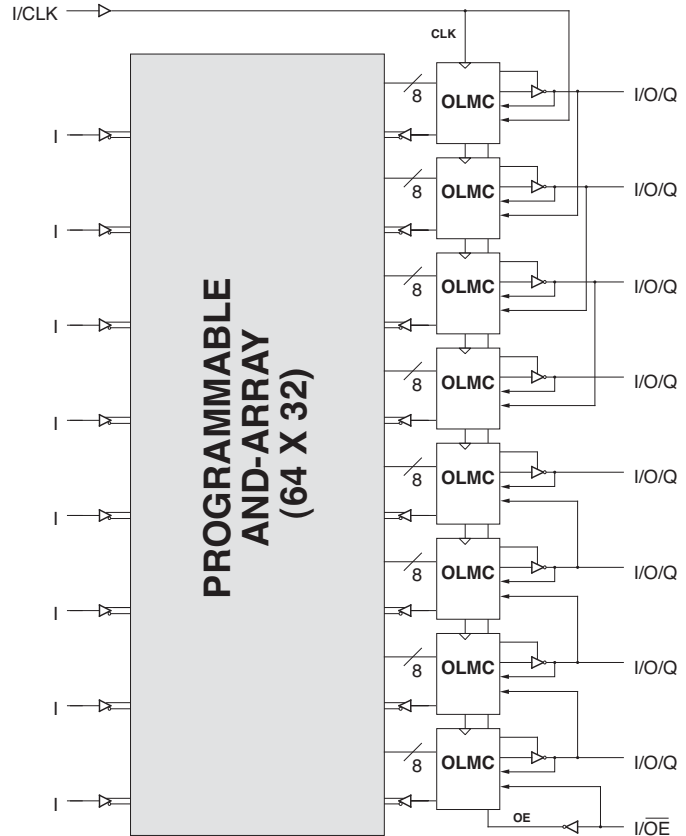 I/CLK
CLK
8
OLMC
I/O/Q
I
8
OLMC
I/O/Q
I
8
OLMC
I/O/Q
I
8
OLMC
I/O/Q
I
PROGRAMMABLE
AND-ARRAY
(64 X 32)
8
OLMC
I/O/Q
I
8
OLMC
I/O/Q
I
8
OLMC
I/O/Q
I
8
OLMC
I/O/Q
I
OE
I/O̅E̅